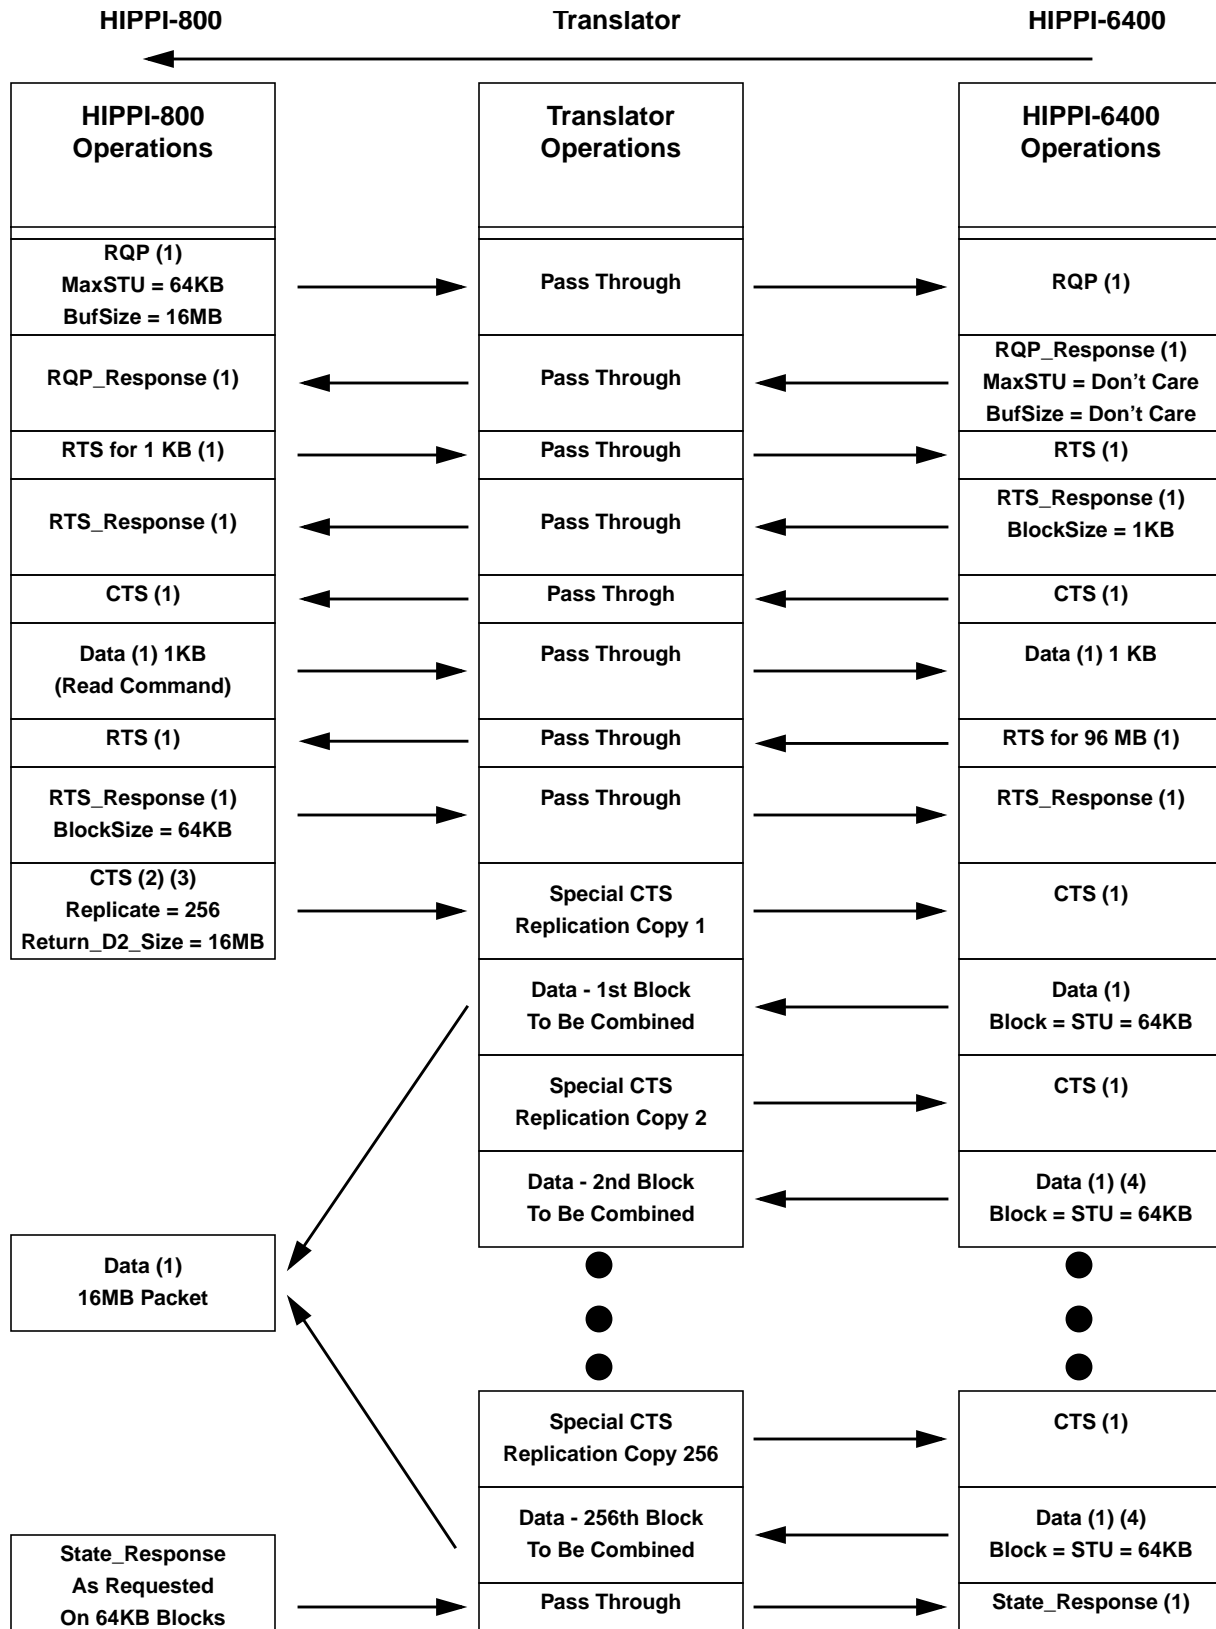 HIPPI-800 Translator HIPPI-6400
HIPPI-800 Operations
Translator Operations
HIPPI-6400 Operations
RQP (1)
MaxSTU = 64KB
BufSize = 16MB
Pass Through
RQP (1)
RQP_Response (1)
Pass Through
RQP_Response (1)
MaxSTU = Don’t Care
BufSize = Don’t Care
RTS for 1 KB (1)
Pass Through
RTS (1)
RTS_Response (1)
Pass Through
RTS_Response (1)
BlockSize = 1KB
CTS (1)
Pass Throgh
CTS (1)
Data (1) 1KB
(Read Command)
Pass Through
Data (1) 1 KB
RTS (1)
Pass Through
RTS for 96 MB (1)
RTS_Response (1)
BlockSize = 64KB
Pass Through
RTS_Response (1)
CTS (2) (3)
Replicate = 256
Return_D2_Size = 16MB
Special CTS
Replication Copy 1
CTS (1)
Data - 1st Block
To Be Combined
Data (1)
Block = STU = 64KB
Special CTS
Replication Copy 2
CTS (1)
Data - 2nd Block
To Be Combined
Data (1) (4)
Block = STU = 64KB
Data (1)
16MB Packet
Special CTS
Replication Copy 256
CTS (1)
Data - 256th Block
To Be Combined
Data (1) (4)
Block = STU = 64KB
State_Response
As Requested
On 64KB Blocks
Pass Through
State_Response (1)